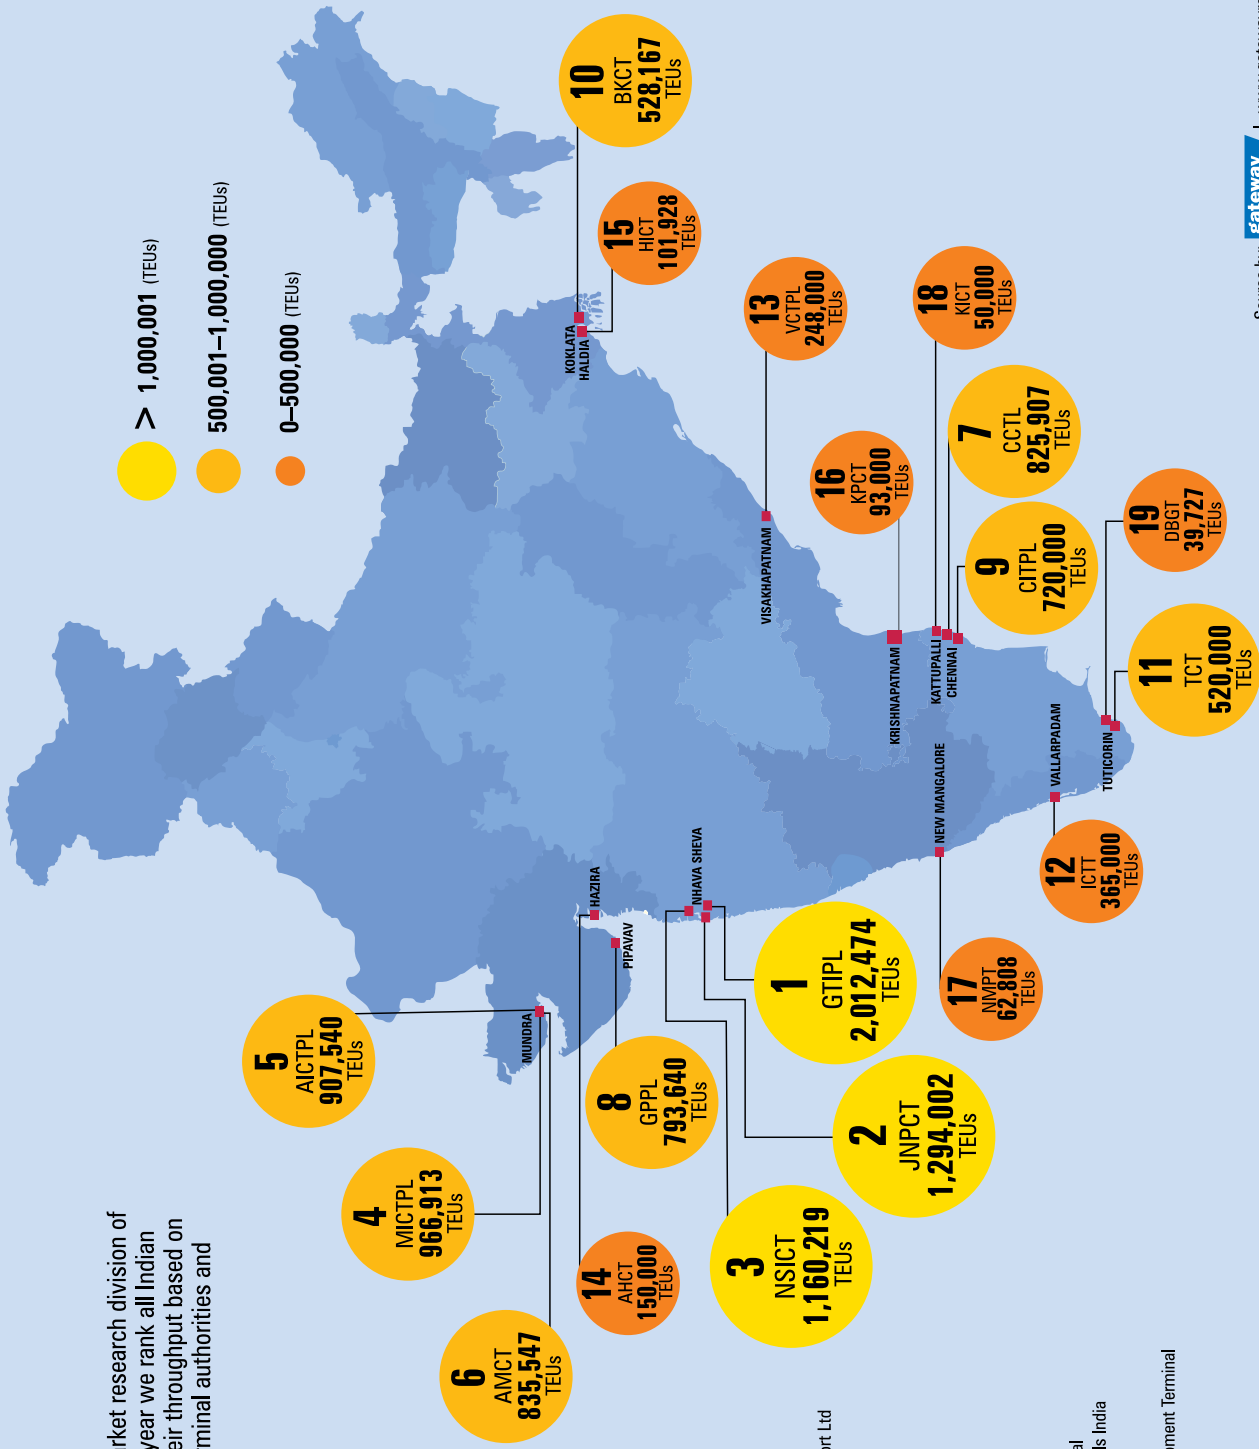 rket research division of
year we rank all Indian
eir throughput based on
rminal authorities and
> 1,000,001 (TEUs)
500,001–1,000,000 (TEUs)
0–500,000 (TEUs)
5
AICTPL
907,540
TEUs
4
MICTPL
966,913
TEUs
6
AMCT
835,547
TEUs
MUNDRA
14
AHCT
150,000
TEUs
HAZIRA
8
GPPL
793,640
TEUs
PIPAVAV
KOKLATA
HALDIA
10
BKCT
528,167
TEUs
15
HICT
101,928
TEUs
NHAVA SHEVA
3
NSICT
1,160,219
TEUs
1
GTIPL
2,012,474
TEUs
2
JNPCT
1,294,002
TEUs
13
VCTPL
248,000
TEUs
VISAKHAPATNAM
16
KPCT
93,000
TEUs
KRISHNAPATNAM
18
KICT
50,000
TEUs
KATTUPALLI
CHENNAI
7
CCTL
825,907
TEUs
9
CITPL
720,000
TEUs
NEW MANGALORE
17
NMPT
62,808
TEUs
VALLARPADAM
12
ICTT
365,000
TEUs
TUTICORIN
19
DBGT
39,727
TEUs
11
TCT
520,000
TEUs
rt Ltd
al
ls India
pment Terminal
gateway